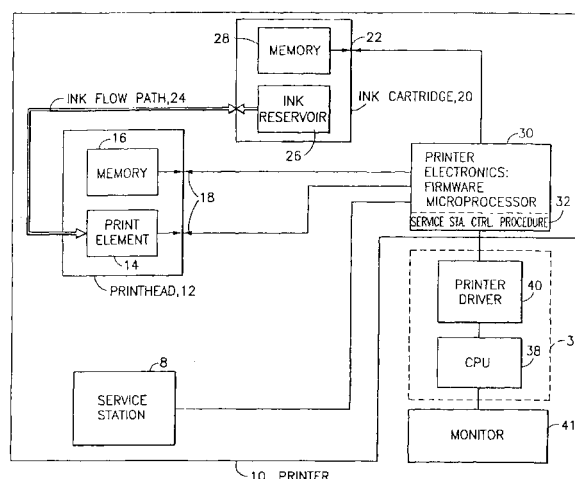 28
MEMORY
22
INK FLOW PATH,24
INK CARTRIDGE,20
INK
RESERVOIR
26
16
MEMORY
18
PRINT
ELEMENT
14
PRINTHEAD,12
30
PRINTER
ELECTRONICS:
FIRMWARE
MICROPROCESSOR
32
SERVICE STA. CTRL. PROCEDURE
PRINTER
DRIVER
40
3
CPU
38
8
SERVICE
STATION
MONITOR
41
10 PRINTER